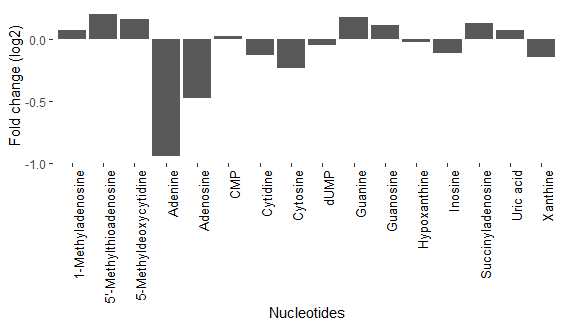 Fold change (log2)
0.0
-0.5
-1.0
1-Methyladenosine
5'-Methylthioadenosine
5-Methyldeoxycytidine
Adenine
Adenosine
CMP
Cytidine
Cytosine
dUMP
Guanine
Guanosine
Hypoxanthine
Inosine
Succinyladenosine
Uric acid
Xanthine
Nucleotides